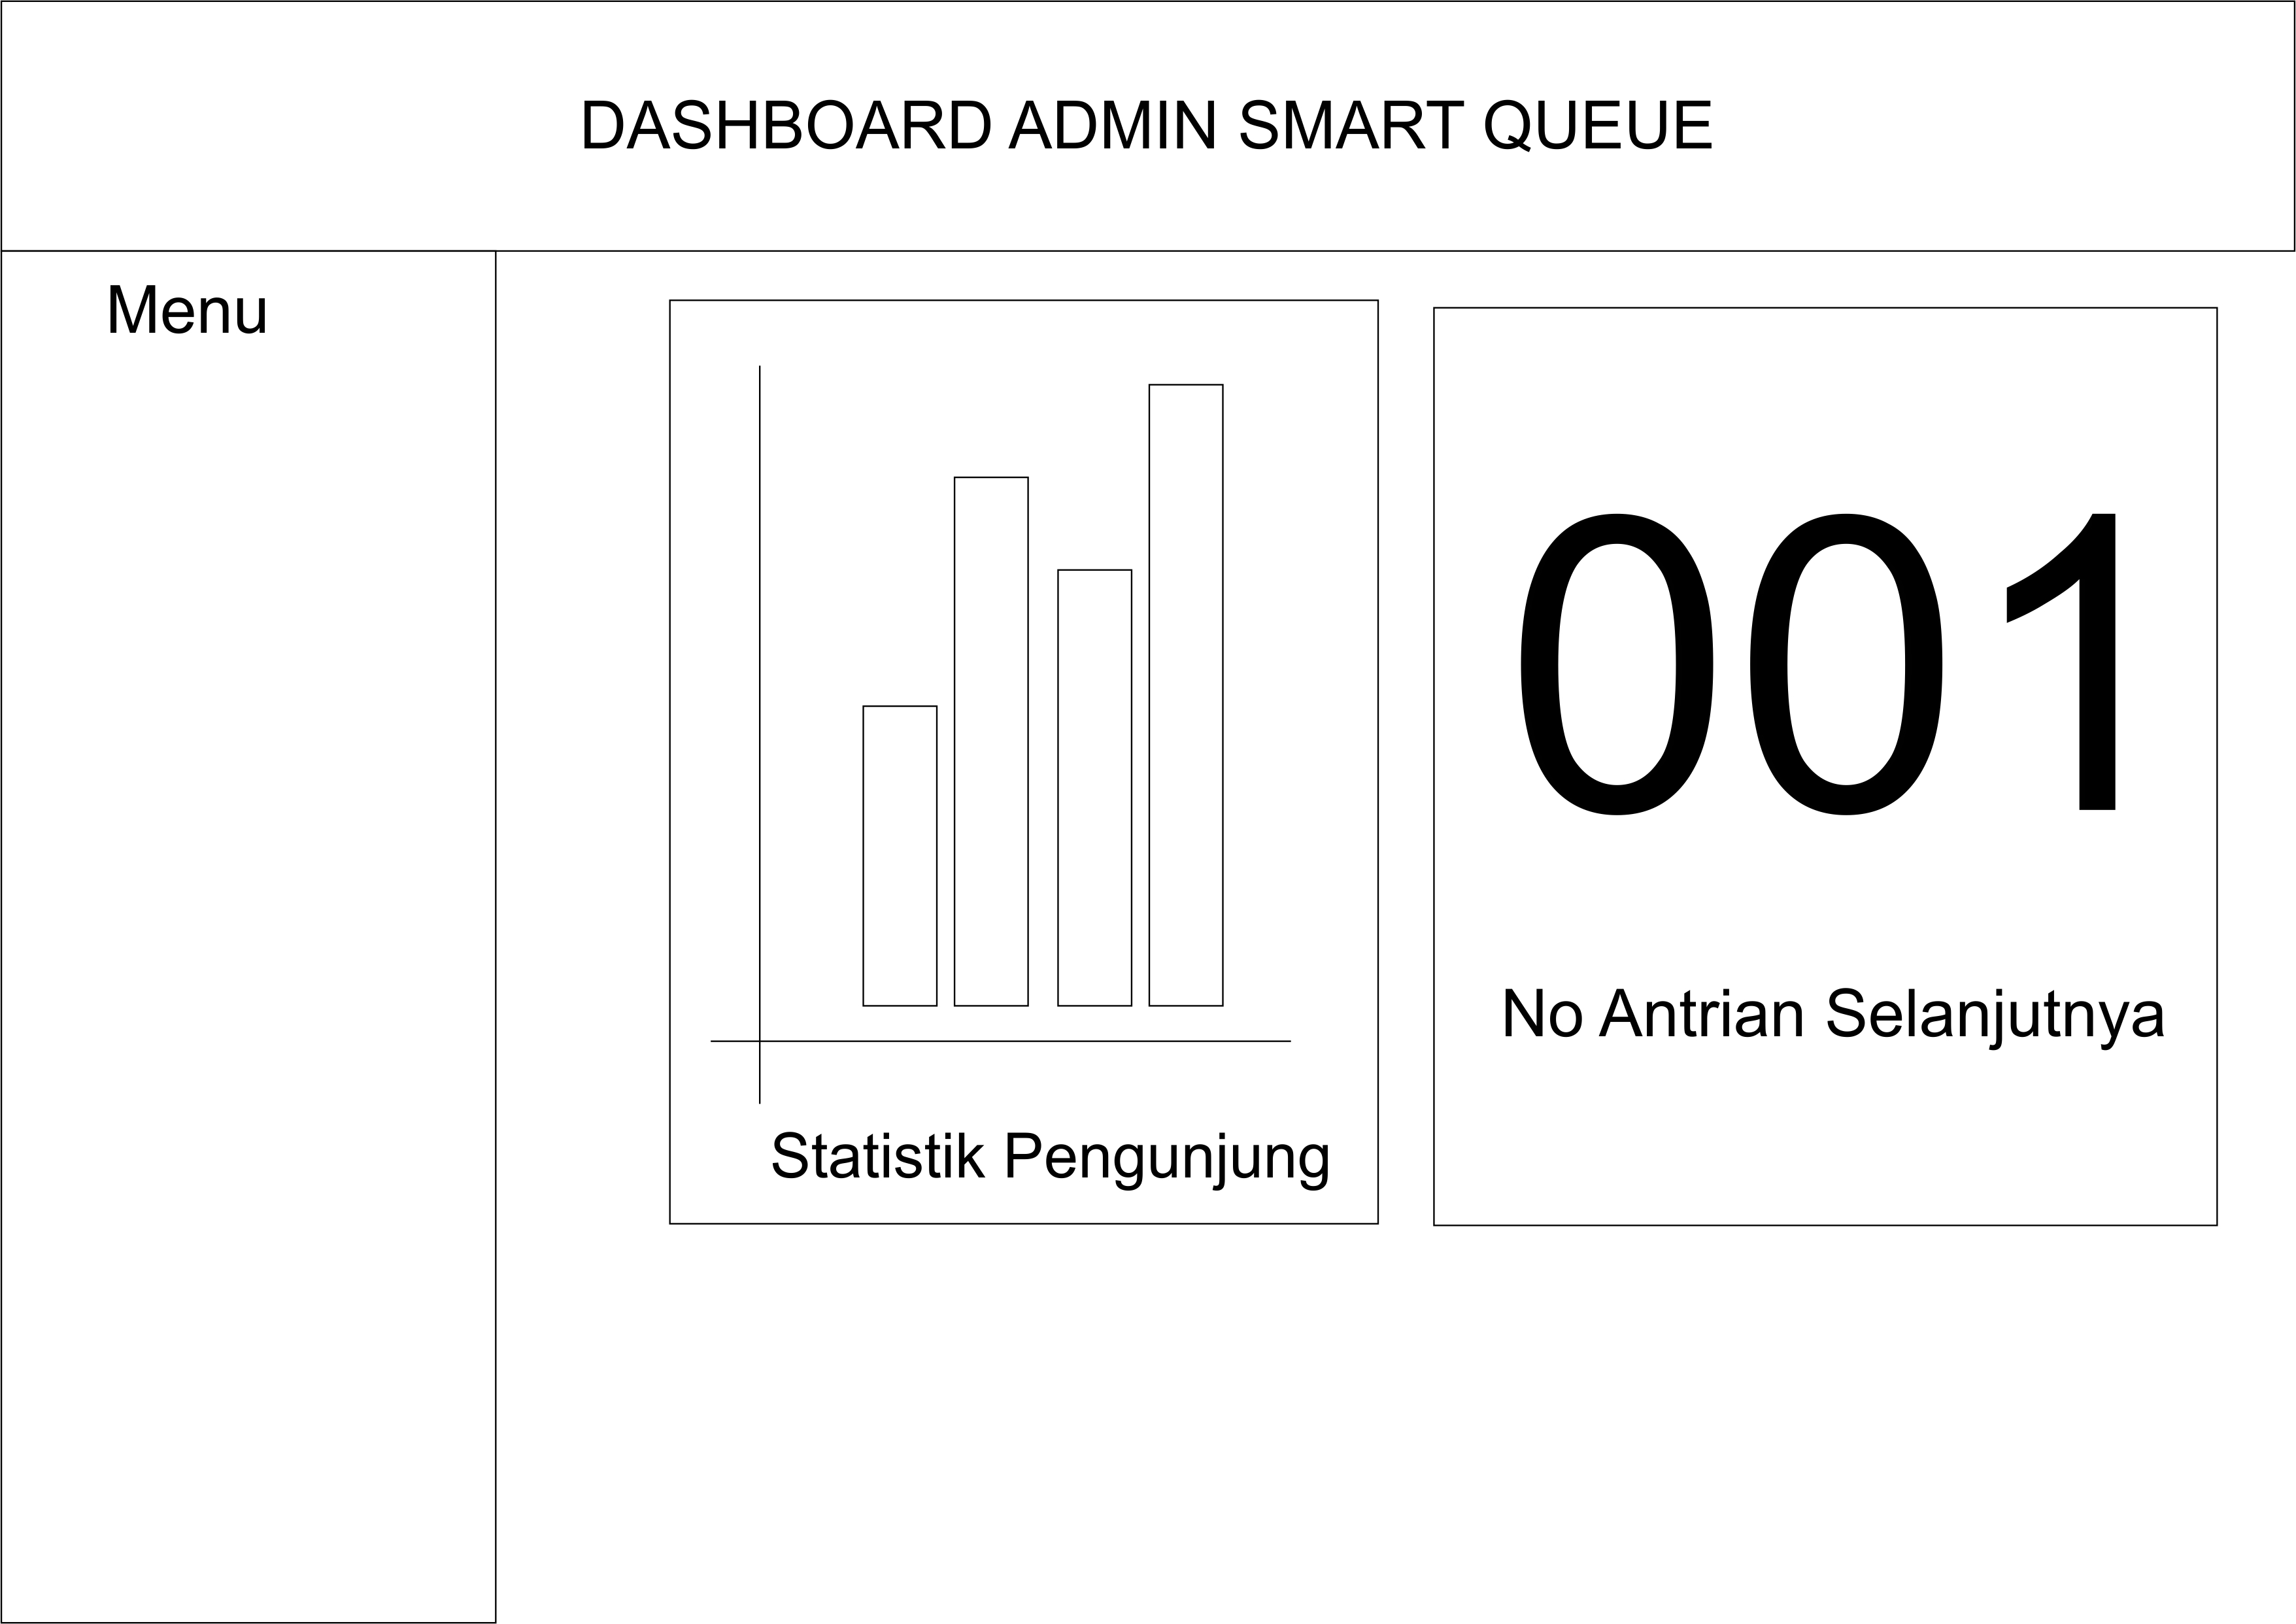 DASHBOARD ADMIN SMART QUEUE
Menu
Statistik Pengunjung
001
No Antrian Selanjutnya